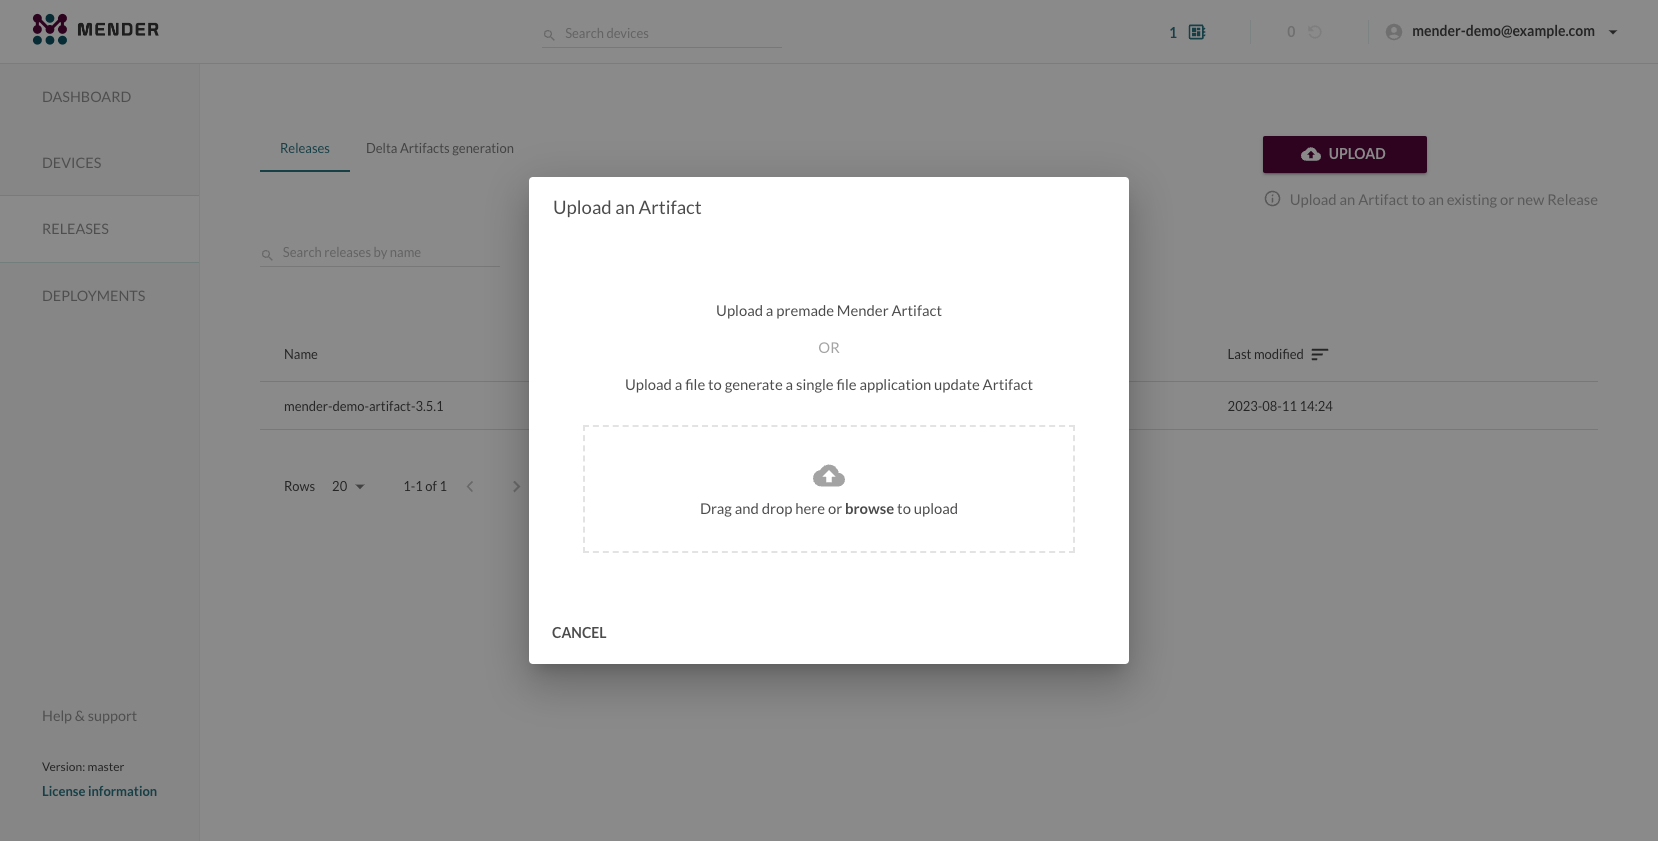 MENDER
Search devices
1
0
mender-demo@example.com
DASHBOARD
DEVICES
RELEASES
DEPLOYMENTS
Releases
Delta Artifacts generation
UPLOAD
Upload an Artifact to an existing or new Release
Search releases by name
Name
Last modified
mender-demo-artifact-3.5.1
2023-08-11 14:24
Rows
20
1-1 of 1
Upload an Artifact
Upload a premade Mender Artifact
OR
Upload a file to generate a single file application update Artifact
Drag and drop here or browse to upload
CANCEL
Help & support
Version: master
License information